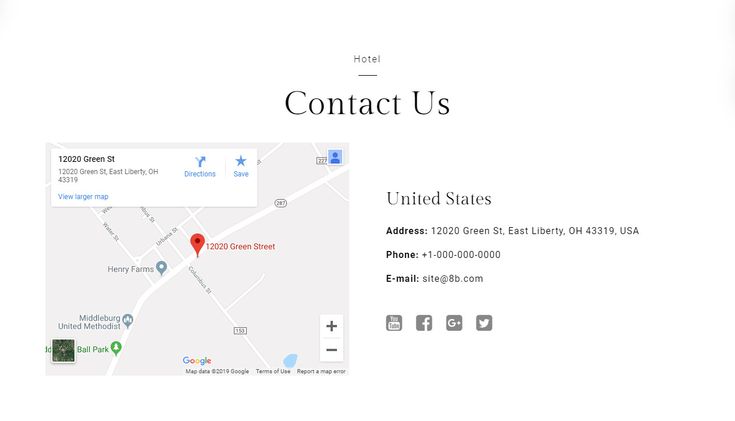 Hotel
Contact Us
12020 Green St
12020 Green St, East Liberty, OH
43319
View larger map
Directions
Save
227
287
Water St
Urbana St
12020 Green Street
Henry Farms
Columbus St
Middleburg
United Methodist
153
Ball Park
Google
Map data ©2019 Google
Terms of Use
Report a map error
United States
Address: 12020 Green St, East Liberty, OH 43319, USA
Phone: +1-000-000-0000
E-mail: site@8b.com
You
Tube
G+